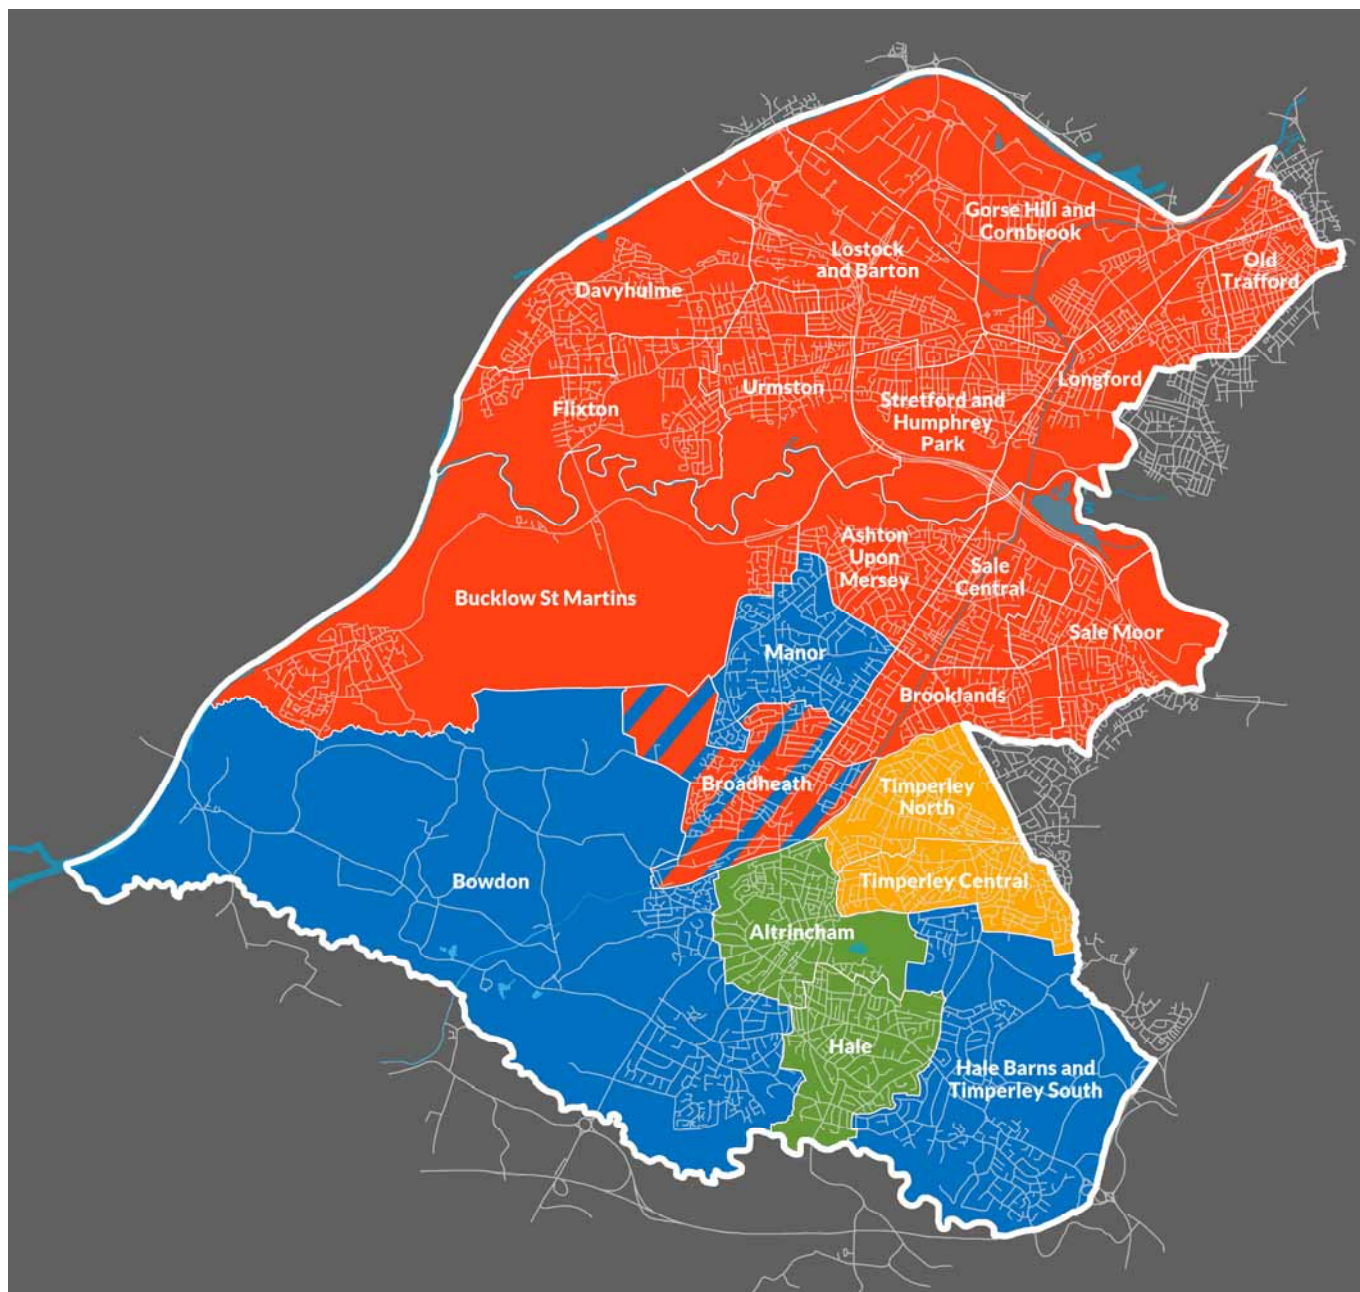 Gorse Hill and
Cornbrook
Lostock
and Barton
Old
Trafford
Davyhulme
Longford
Urmston
Stretford and
Humphrey
Park
Flixton
Ashton
Upon
Mersey
Sale
Central
Bucklow St Martins
Sale Moor
Manor
Brooklands
Broadheath
Timperley
North
Bowdon
Timperley Central
Altrincham
Hale
Hale Barns and
Timperley South